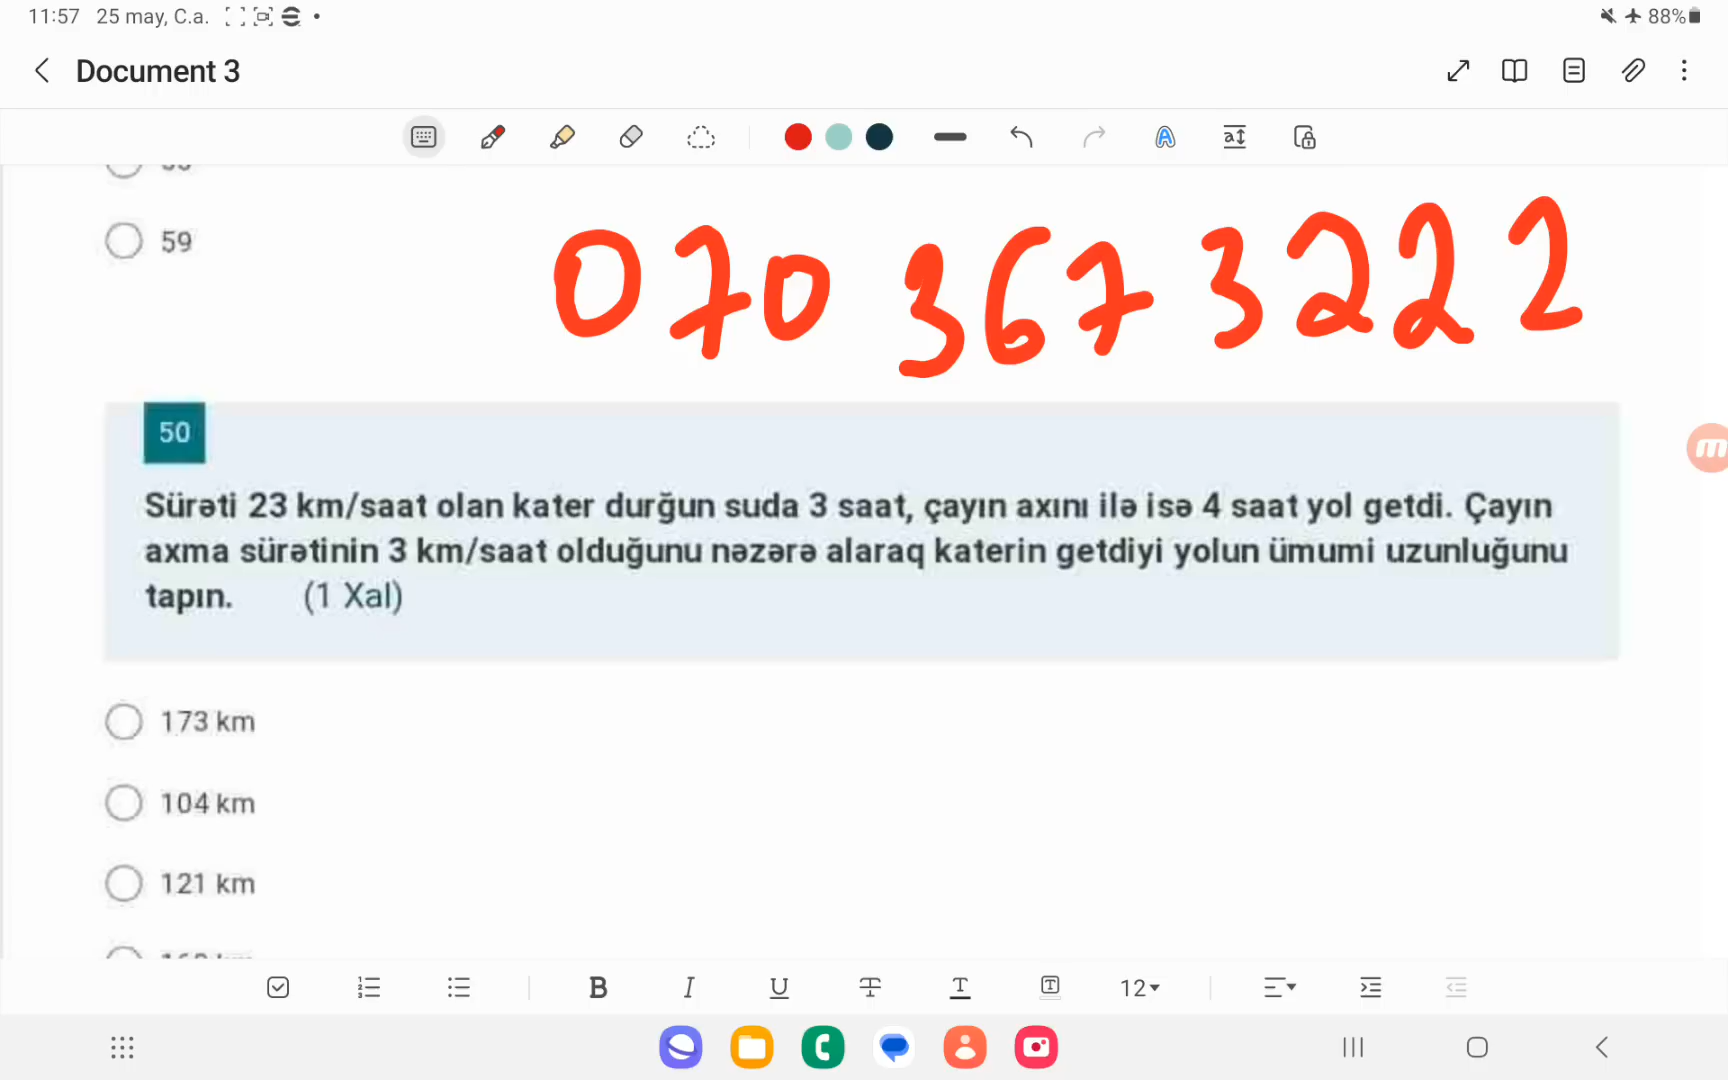 11:57 25 may, C.a. 88%
Document 3
59
070 367 3222
50
Sürəti 23 km/saat olan kater durğun suda 3 saat, çayın axını ilə isə 4 saat yol getdi. Çayın
axma sürətinin 3 km/saat olduğunu nəzərə alaraq katerin getdiyi yolun ümumi uzunluğunu
tapın. (1 Xal)
173 km
104 km
121 km
B I U T T T 12